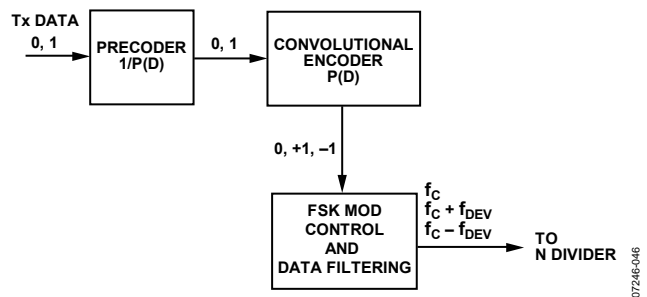 Tx DATA
0, 1
PRECODER
1/P(D)
0, 1
CONVOLUTIONAL
ENCODER
P(D)
0, +1, –1
FSK MOD
CONTROL
AND
DATA FILTERING
fC
fC + fDEV
fC – fDEV
TO
N DIVIDER
07246-046